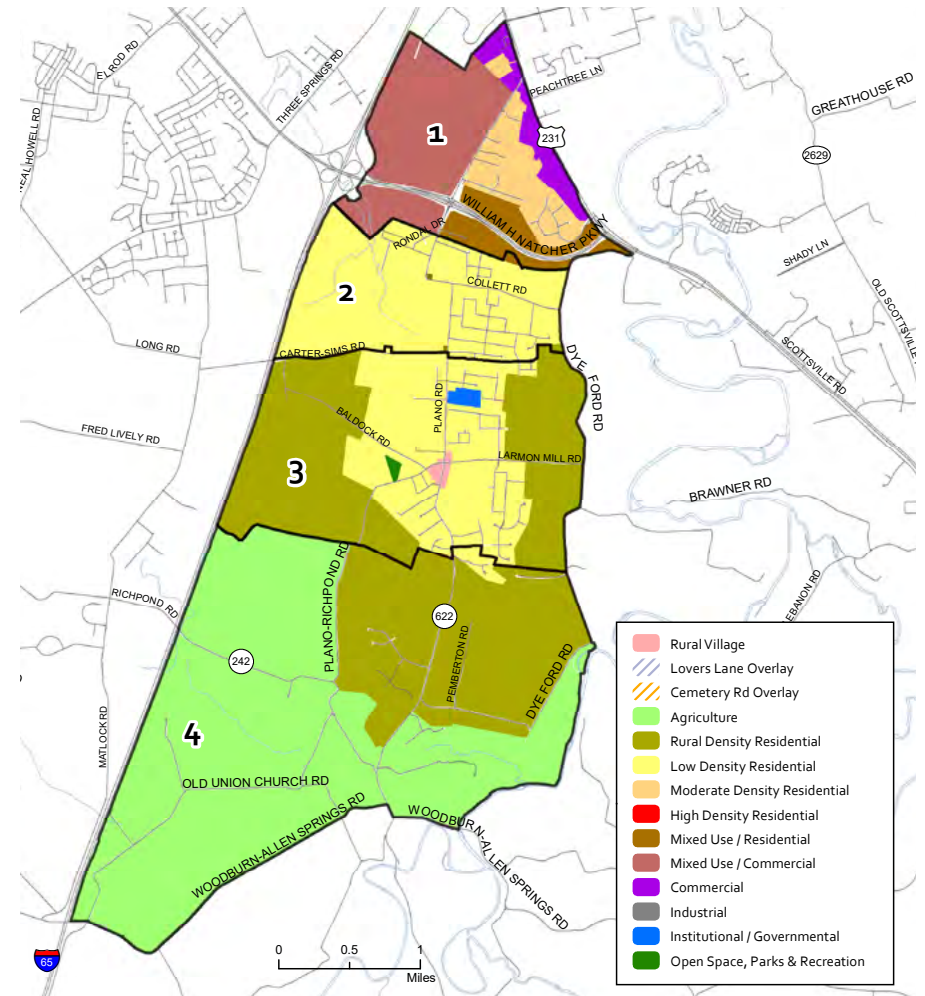 ELROD RD
THREE SPRINGS RD
NEAL HOWELL RD
PEACHTREE LN
GREATHOUSE RD
1
231
2629
WILLIAM H NATCHER PKWY
RONDAL DR
SHADY LN
COLLETT RD
2
OLD SCOTTSVILLE
LONG RD
CARTER-SIMS RD
SCOTTSVILLE RD
DYE FORD RD
PLANO RD
BALDOCK RD
FRED LIVELY RD
LARMON MILL RD
3
BRAWNER RD
PLANO-RICHPOND RD
EBANON RD
RICHPOND RD
622
242
PEMBERTON RD
DYE FORD RD
MATLOCK RD
4
OLD UNION CHURCH RD
WOODBURN-ALLEN SPRINGS RD
WOODBURN-ALLEN SPRINGS RD
65
0 0.5 1
Miles
Rural Village
Lovers Lane Overlay
Cemetery Rd Overlay
Agriculture
Rural Density Residential
Low Density Residential
Moderate Density Residential
High Density Residential
Mixed Use / Residential
Mixed Use / Commercial
Commercial
Industrial
Institutional / Governmental
Open Space, Parks & Recreation